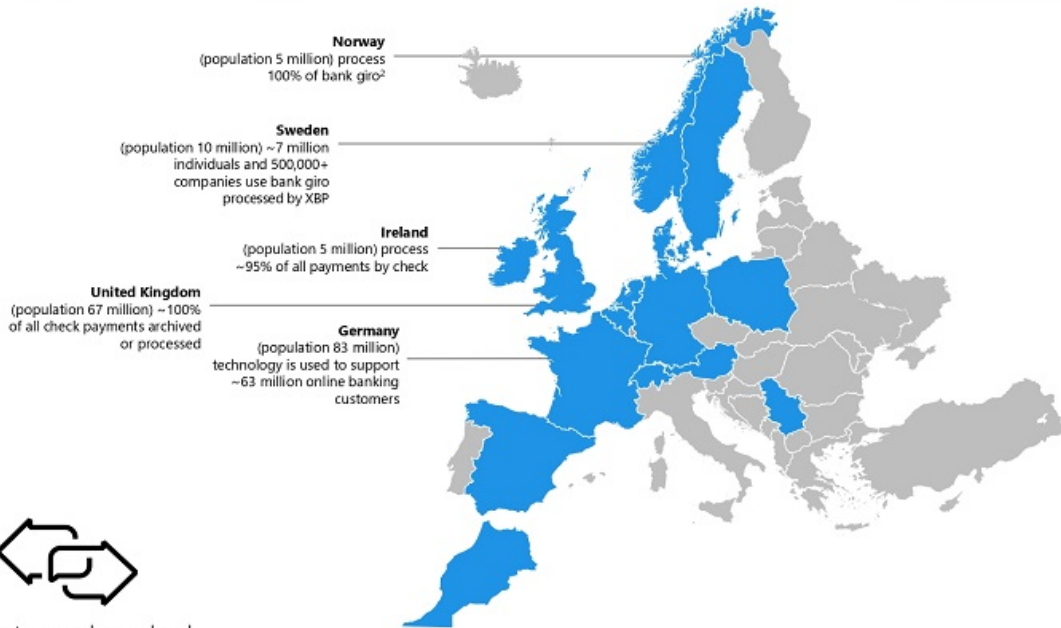 Norway
(population 5 million) process
100% of bank giro²
Sweden
(population 10 million) ~7 million
individuals and 500,000+
companies use bank giro
processed by XBP
Ireland
(population 5 million) process
~95% of all payments by check
United Kingdom
(population 67 million) ~100%
of all check payments archived
or processed
Germany
(population 83 million)
technology is used to support
~63 million online banking
customers